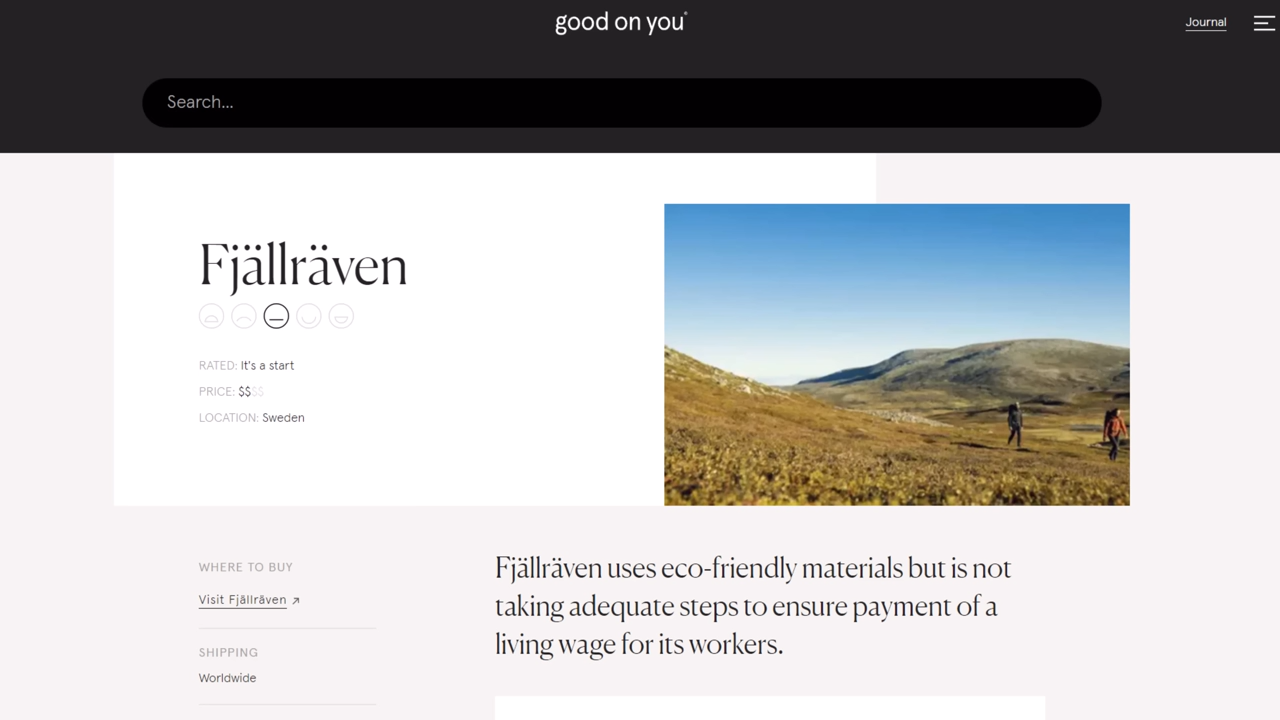 good on you®
Journal
Search...
Fjällräven
RATED: It's a start
PRICE: $$$$
LOCATION: Sweden
WHERE TO BUY
Visit Fjällräven ↗
SHIPPING
Worldwide
Fjällräven uses eco-friendly materials but is not
taking adequate steps to ensure payment of a
living wage for its workers.